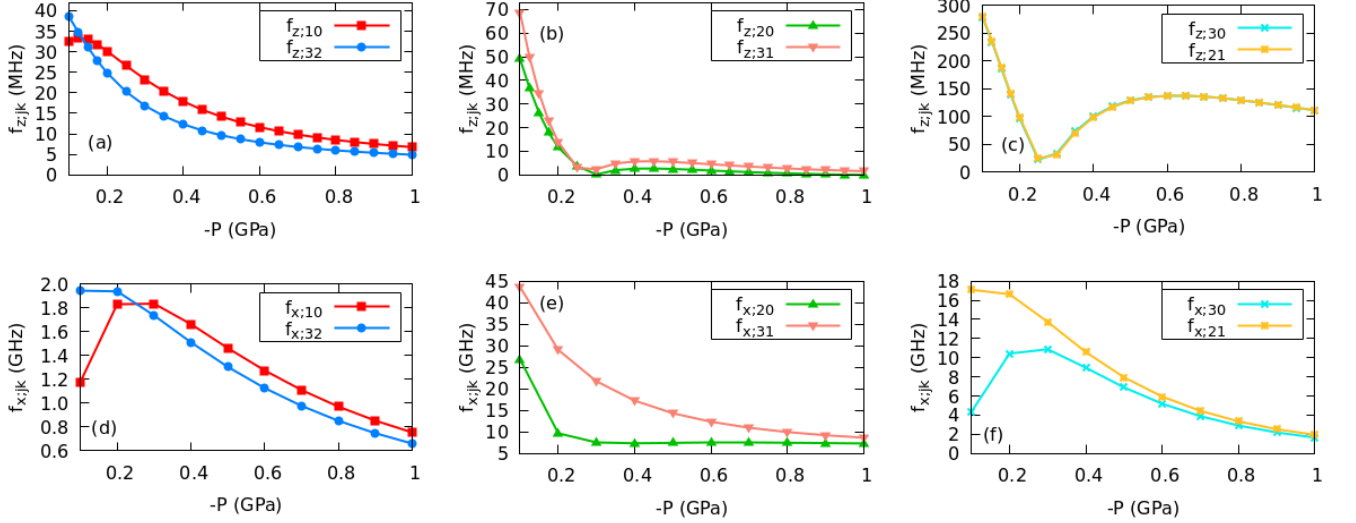 f_z;jk (MHz)
40
35
30
25
20
15
10
5
0
(a)
f_z;10
f_z;32
0.2 0.4 0.6 0.8 1
-P (GPa)
f_z;jk (MHz)
70
60
50
40
30
20
10
0
(b)
f_z;20
f_z;31
0.2 0.4 0.6 0.8 1
-P (GPa)
f_z;jk (MHz)
300
250
200
150
100
50
0
(c)
f_z;30
f_z;21
0.2 0.4 0.6 0.8 1
-P (GPa)
f_x;jk (GHz)
2.0
1.8
1.6
1.4
1.2
1.0
0.8
0.6
(d)
f_x;10
f_x;32
0.2 0.4 0.6 0.8 1
-P (GPa)
f_x;jk (GHz)
45
40
35
30
25
20
15
10
5
(e)
f_x;20
f_x;31
0.2 0.4 0.6 0.8 1
-P (GPa)
f_x;jk (GHz)
18
16
14
12
10
8
6
4
2
0
(f)
f_x;30
f_x;21
0.2 0.4 0.6 0.8 1
-P (GPa)